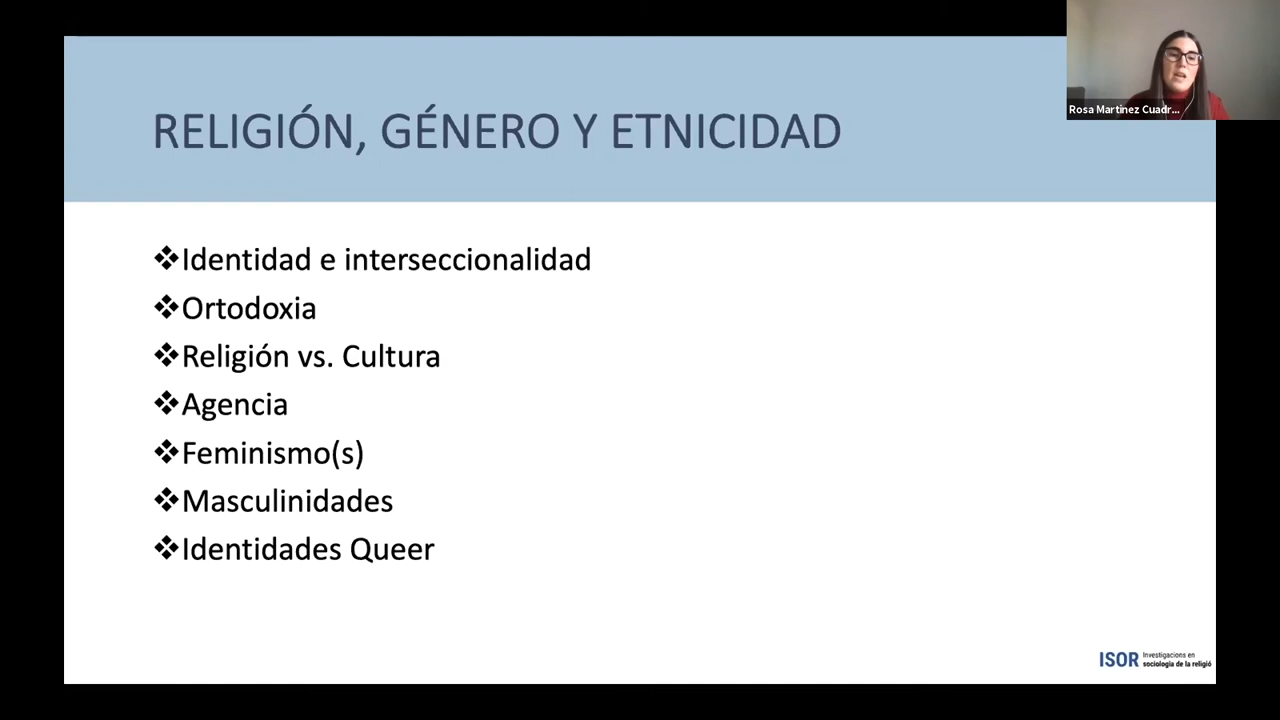 Rosa Martinez Cuadr...
RELIGIÓN, GÉNERO Y ETNICIDAD
❖Identidad e interseccionalidad
❖Ortodoxia
❖Religión vs. Cultura
❖Agencia
❖Feminismo(s)
❖Masculinidades
❖Identidades Queer
ISOR Investigacions en
sociologia de la religió